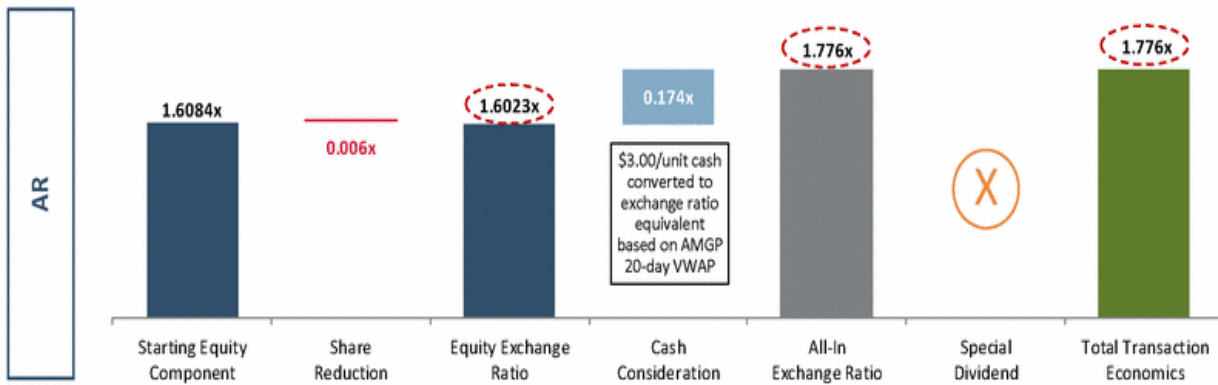 AR
1.6084x
0.006x
1.6023x
0.174x
$3.00/unit cash
converted to
exchange ratio
equivalent
based on AMGP
20-day VWAP
1.776x
X
1.776x
Starting Equity
Component
Share
Reduction
Equity Exchange
Ratio
Cash
Consideration
All-In
Exchange Ratio
Special
Dividend
Total Transaction
Economics